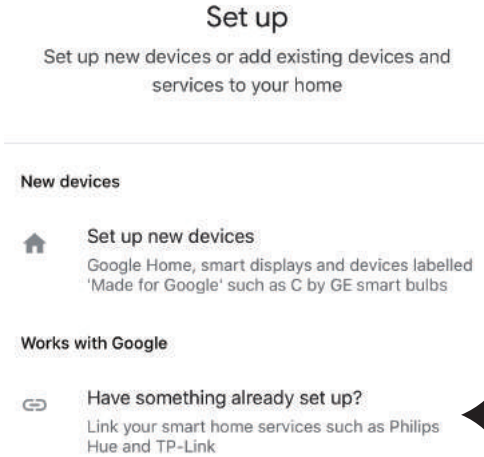 Set up
Set up new devices or add existing devices and
services to your home
New devices
Set up new devices
Google Home, smart displays and devices labelled
'Made for Google' such as C by GE smart bulbs
Works with Google
Have something already set up?
Link your smart home services such as Philips
Hue and TP-Link